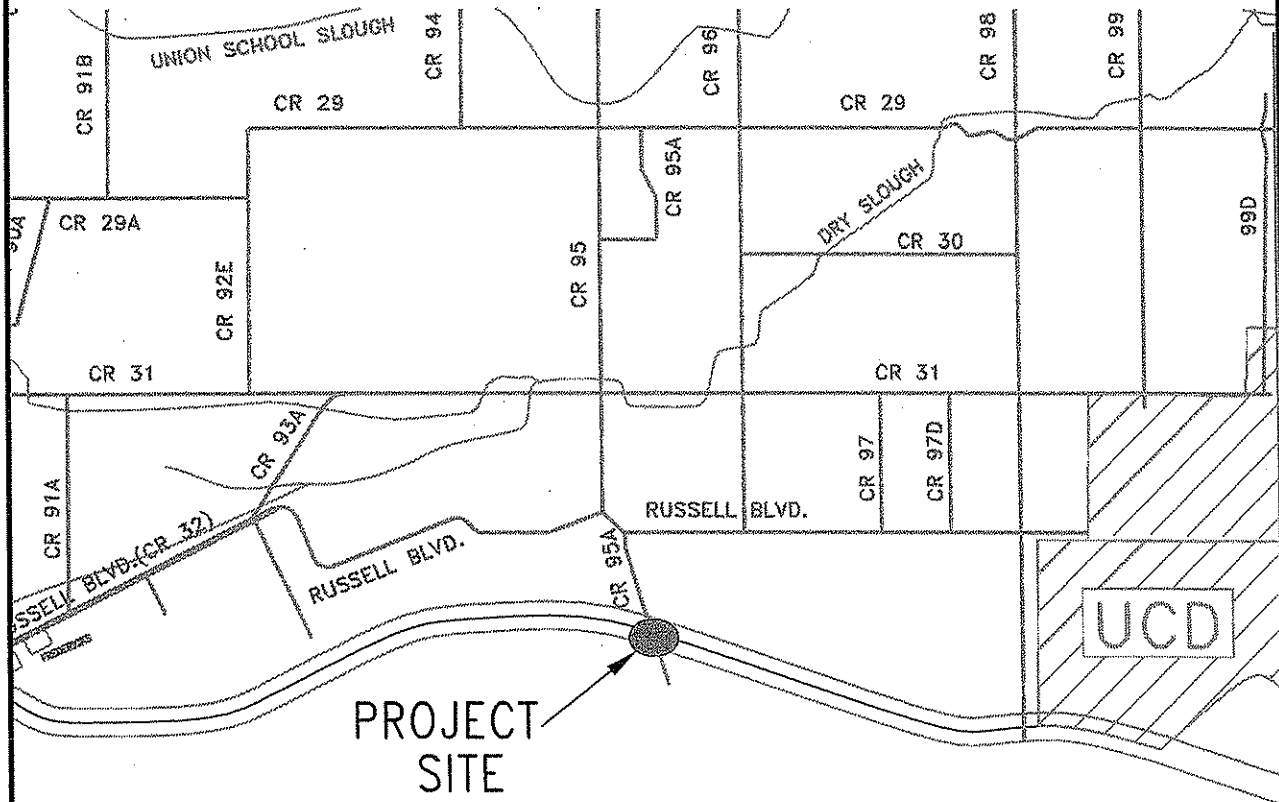 CR 91B
UNION SCHOOL SLOUGH
CR 94
CR 96
CR 98
CR 99
CR 29
CR 29
CR 95A
DRY SLOUGH
CR 29A
CR 92E
CR 95
CR 30
99D
CR 31
CR 31
CR 93A
CR 91A
CR 97
CR 97D
RUSSELL BLVD.
SSELL BLVD.(CR 32)
RUSSELL BLVD.
CR 95A
UCD
PROJECT
SITE